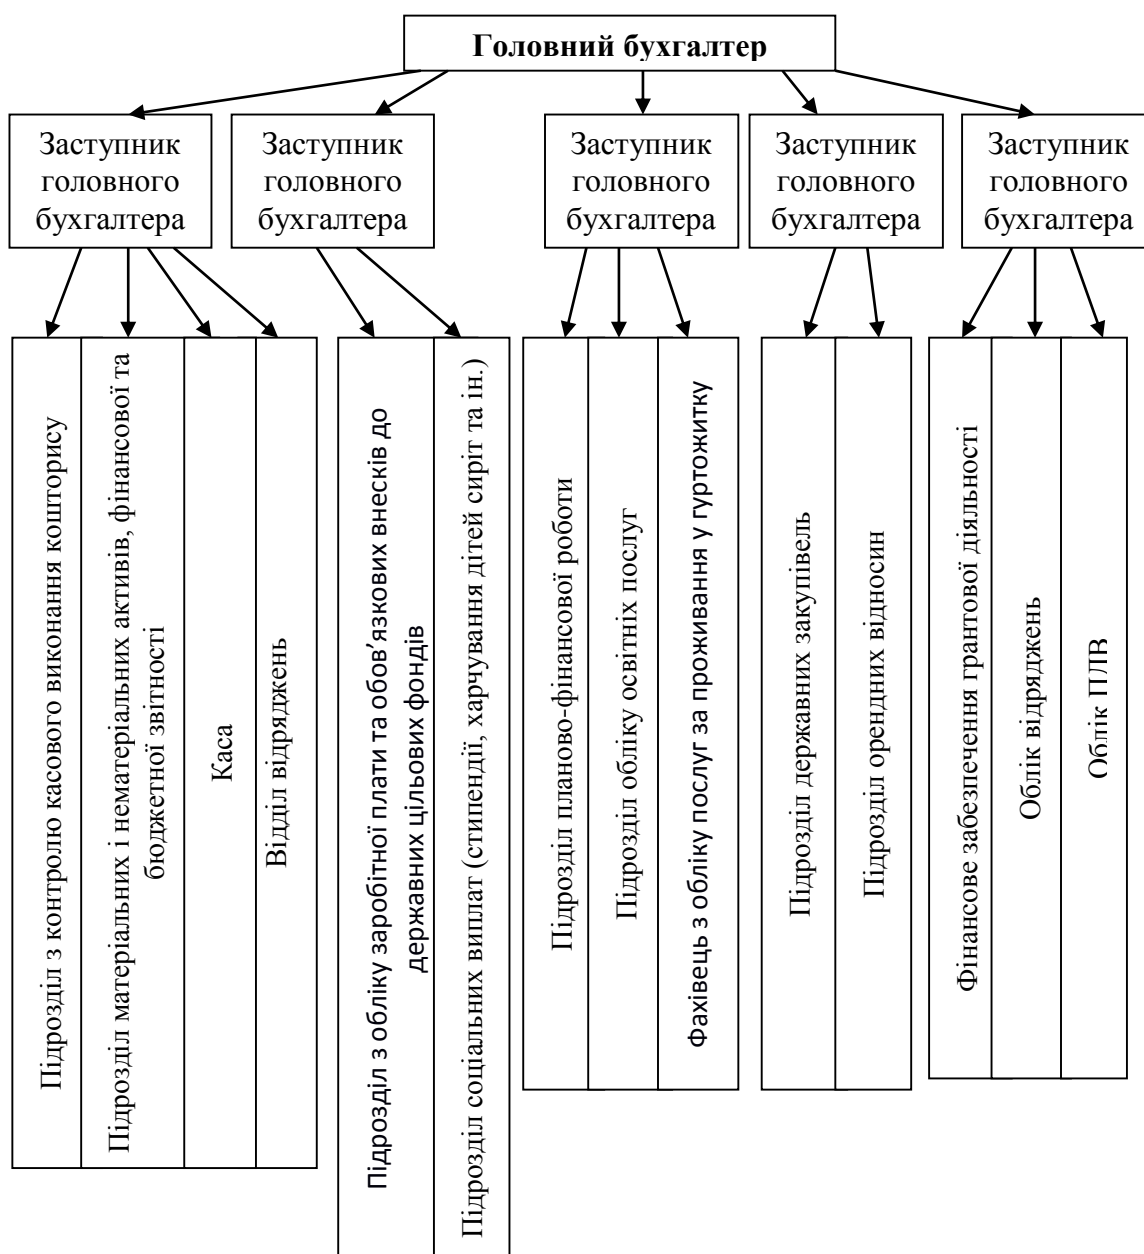 Головний бухгалтер
Заступник
головного
бухгалтера
Заступник
головного
бухгалтера
Заступник
головного
бухгалтера
Заступник
головного
бухгалтера
Заступник
головного
бухгалтера
Підрозділ з контролю касового виконання кошторису
Підрозділ матеріальних і нематеріальних активів, фінансової та
бюджетної звітності
Каса
Відділ відряджень
Підрозділ з обліку заробітної плати та обов’язкових внесків до
державних цільових фондів
Підрозділ соціальних виплат (стипендії, харчування дітей сиріт та ін.)
Підрозділ планово-фінансової роботи
Підрозділ обліку освітніх послуг
Фахівець з обліку послуг за проживання у гуртожитку
Підрозділ державних закупівель
Підрозділ орендних відносин
Фінансове забезпечення грантової діяльності
Облік відряджень
Облік ПДВ